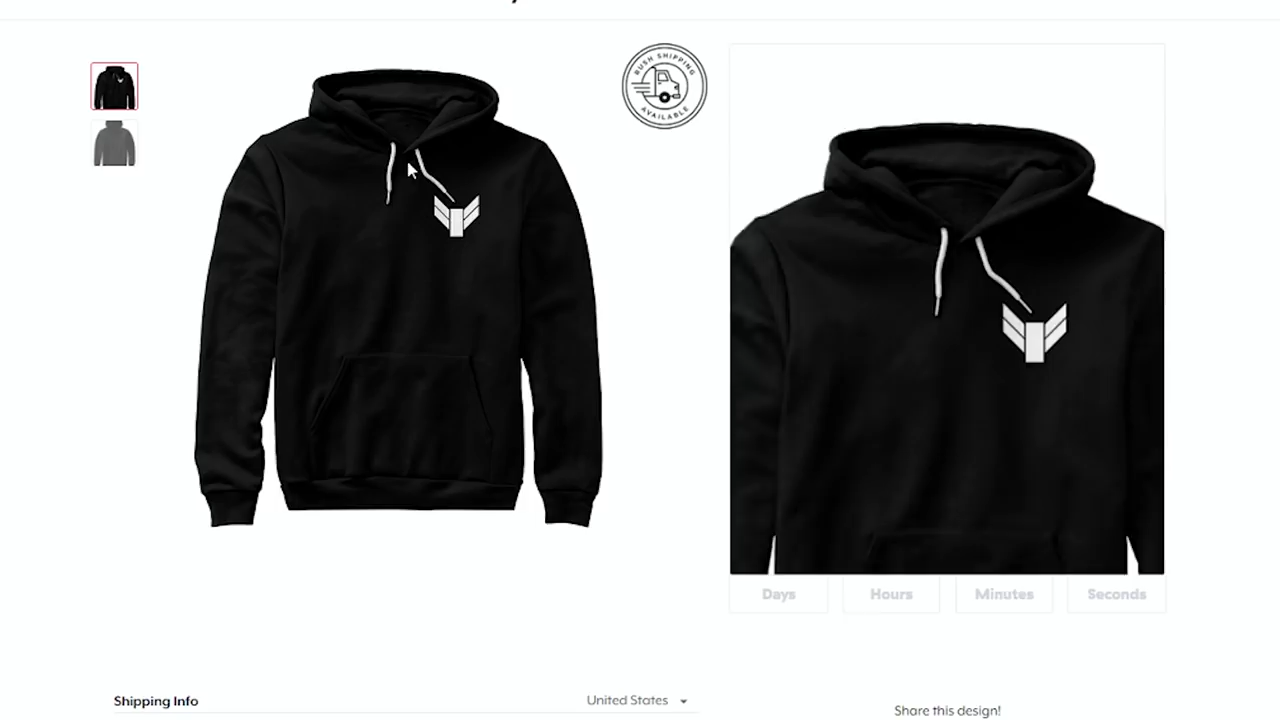 RUSH SHIPPING
AVAILABLE
Days
Hours
Minutes
Seconds
Shipping Info
United States
Share this design!